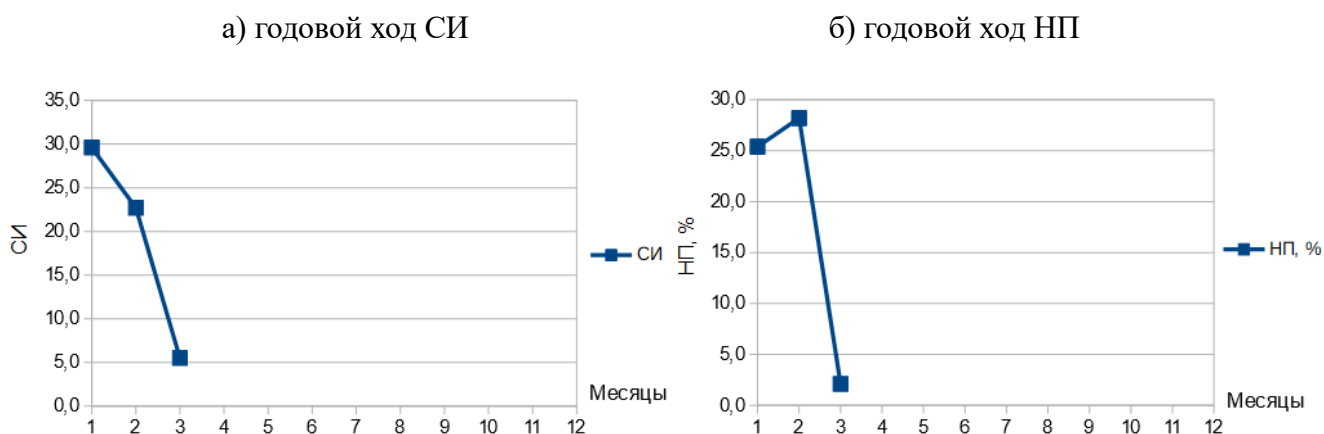 а) годовой ход СИ
35,0
30,0
25,0
20,0
15,0
10,0
5,0
0,0
СИ
СИ
Месяцы
1 2 3 4 5 6 7 8 9 10 11 12
б) годовой ход НП
30,0
25,0
20,0
15,0
10,0
5,0
0,0
НП, %
НП, %
Месяцы
1 2 3 4 5 6 7 8 9 10 11 12